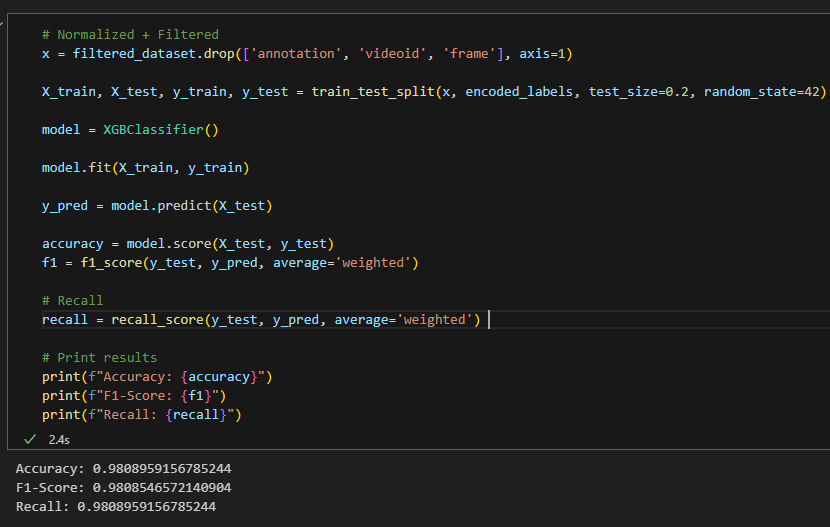 # Normalized + Filtered
x = filtered_dataset.drop(['annotation', 'videoid', 'frame'], axis=1)
X_train, X_test, y_train, y_test = train_test_split(x, encoded_labels, test_size=0.2, random_state=42)
model = XGBClassifier()
model.fit(X_train, y_train)
y_pred = model.predict(X_test)
accuracy = model.score(X_test, y_test)
f1 = f1_score(y_test, y_pred, average='weighted')
# Recall
recall = recall_score(y_test, y_pred, average='weighted')
# Print results
print(f"Accuracy: {accuracy}")
print(f"F1-Score: {f1}")
print(f"Recall: {recall}")
2.4s
Accuracy: 0.9808959156785244
F1-Score: 0.9808546572140904
Recall: 0.9808959156785244